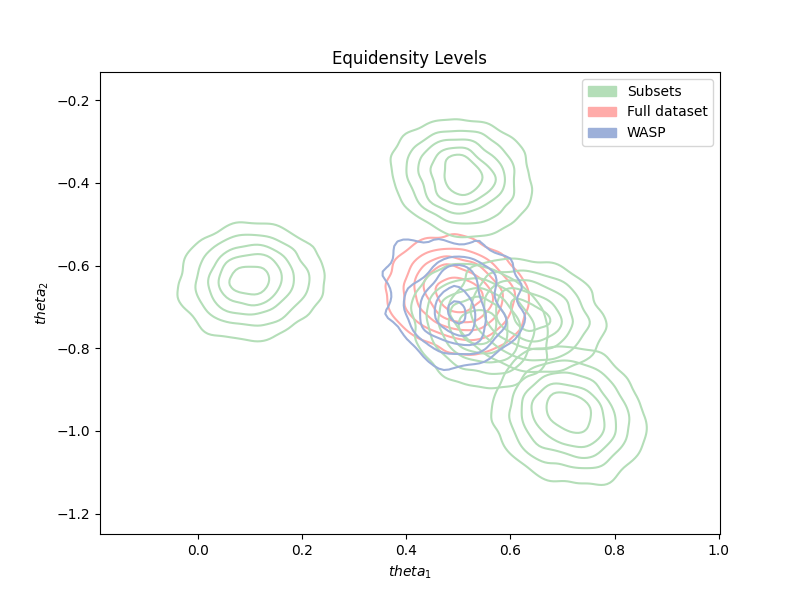 Equidensity Levels
Subsets
Full dataset
WASP
−0.2
−0.4
−0.6
−0.8
−1.0
−1.2
theta₂
0.0 0.2 0.4 0.6 0.8 1.0
theta₁